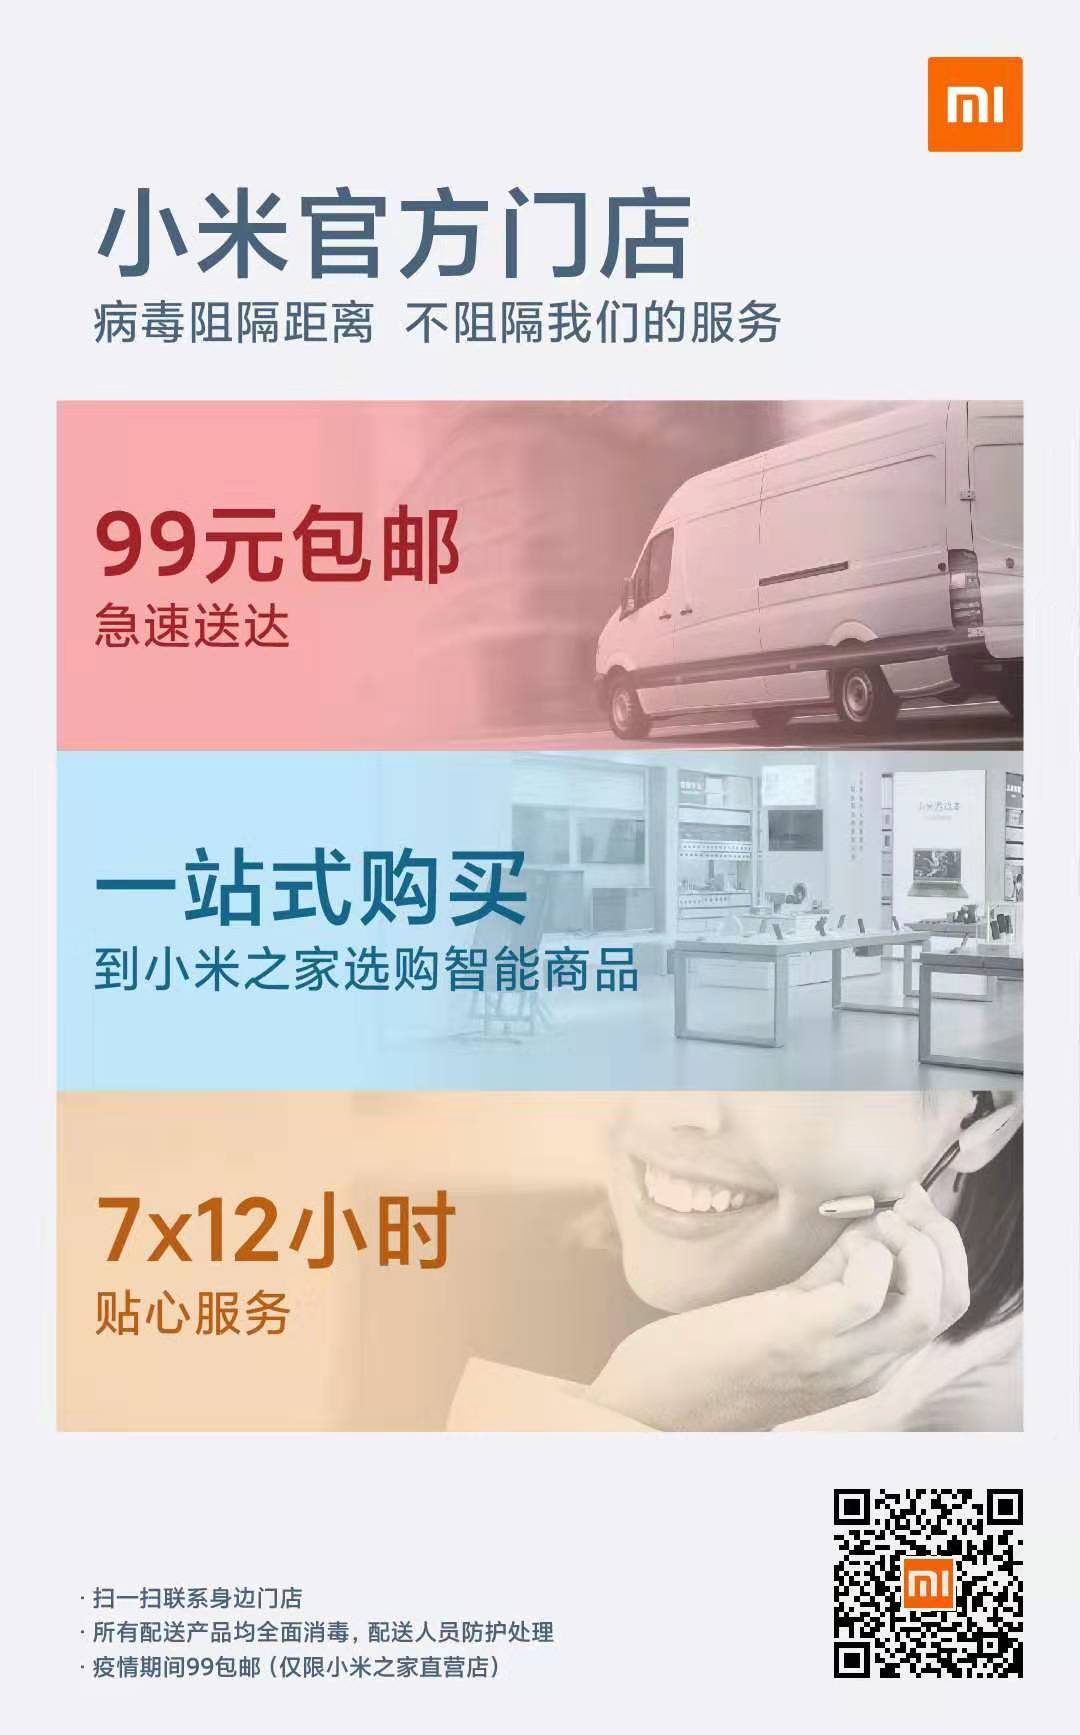 mi
小米官方门店
病毒阻隔距离 不阻隔我们的服务
99元包邮
急速送达
一站式购买
到小米之家选购智能商品
7x12小时
贴心服务
mi
· 扫一扫联系身边门店
· 所有配送产品均全面消毒, 配送人员防护处理
· 疫情期间99包邮 (仅限小米之家直营店)